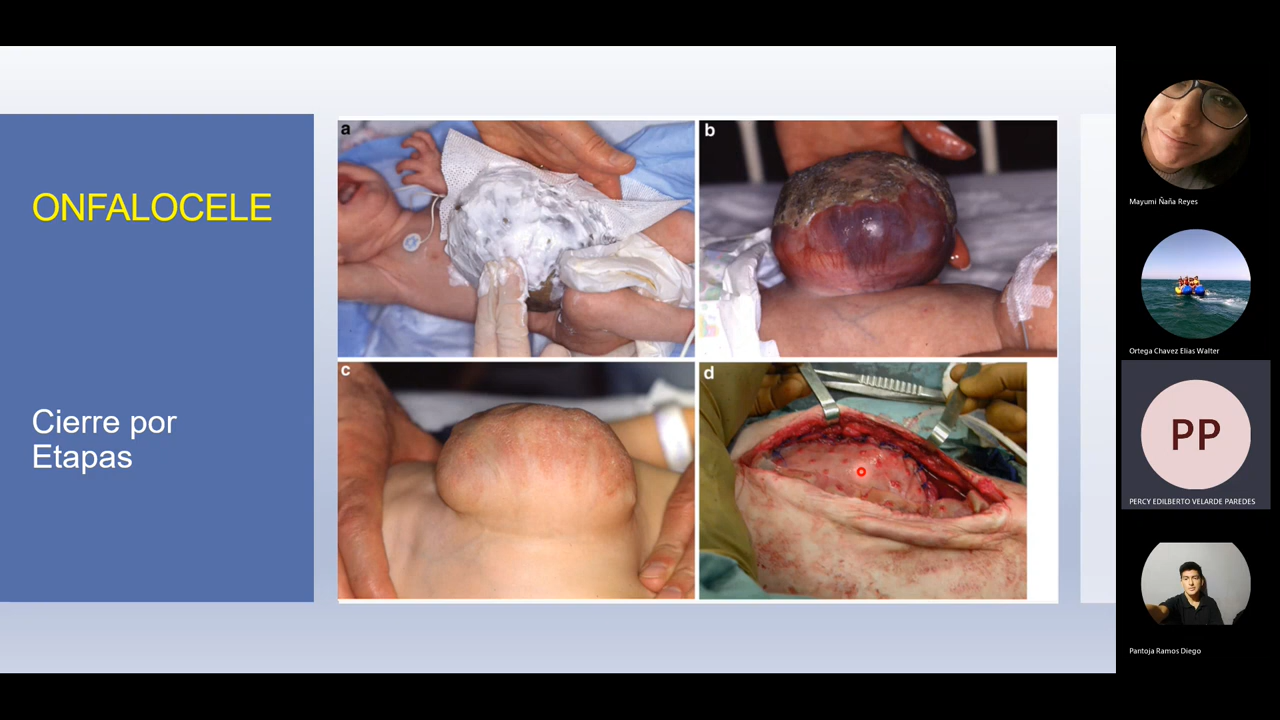 ONFALOCELE
Cierre por
Etapas
a
b
c
d
Mayumi Ñaña Reyes
Ortega Chavez Elias Walter
PP
PERCY EDILBERTO VELARDE PAREDES
Pantoja Ramos Diego